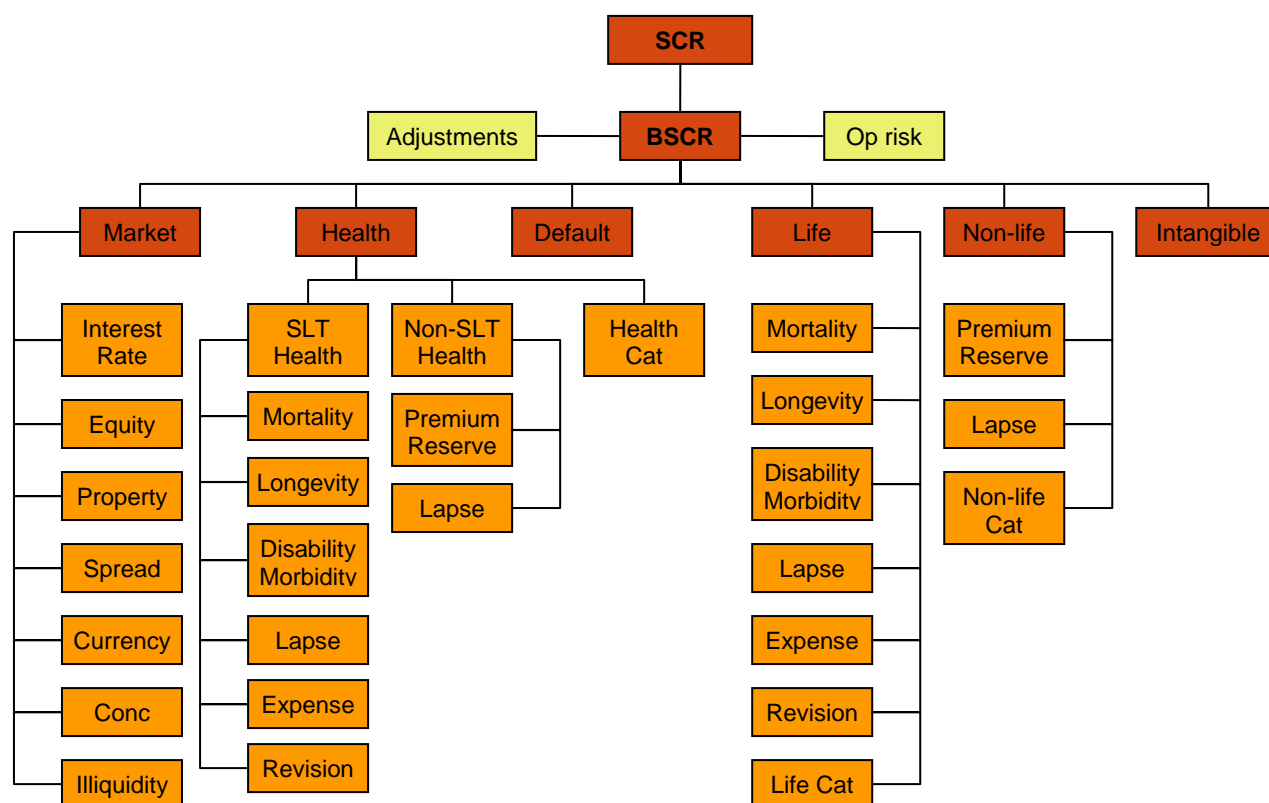 SCR
Adjustments
BSCR
Op risk
Market
Health
Default
Life
Non-life
Intangible
Interest
Rate
Equity
Property
Spread
Currency
Conc
Illiquidity
SLT
Health
Mortality
Longevity
Disability
Morbidity
Lapse
Expense
Revision
Non-SLT
Health
Premium
Reserve
Lapse
Health
Cat
Mortality
Longevity
Disability
Morbidity
Lapse
Expense
Revision
Life Cat
Premium
Reserve
Lapse
Non-life
Cat